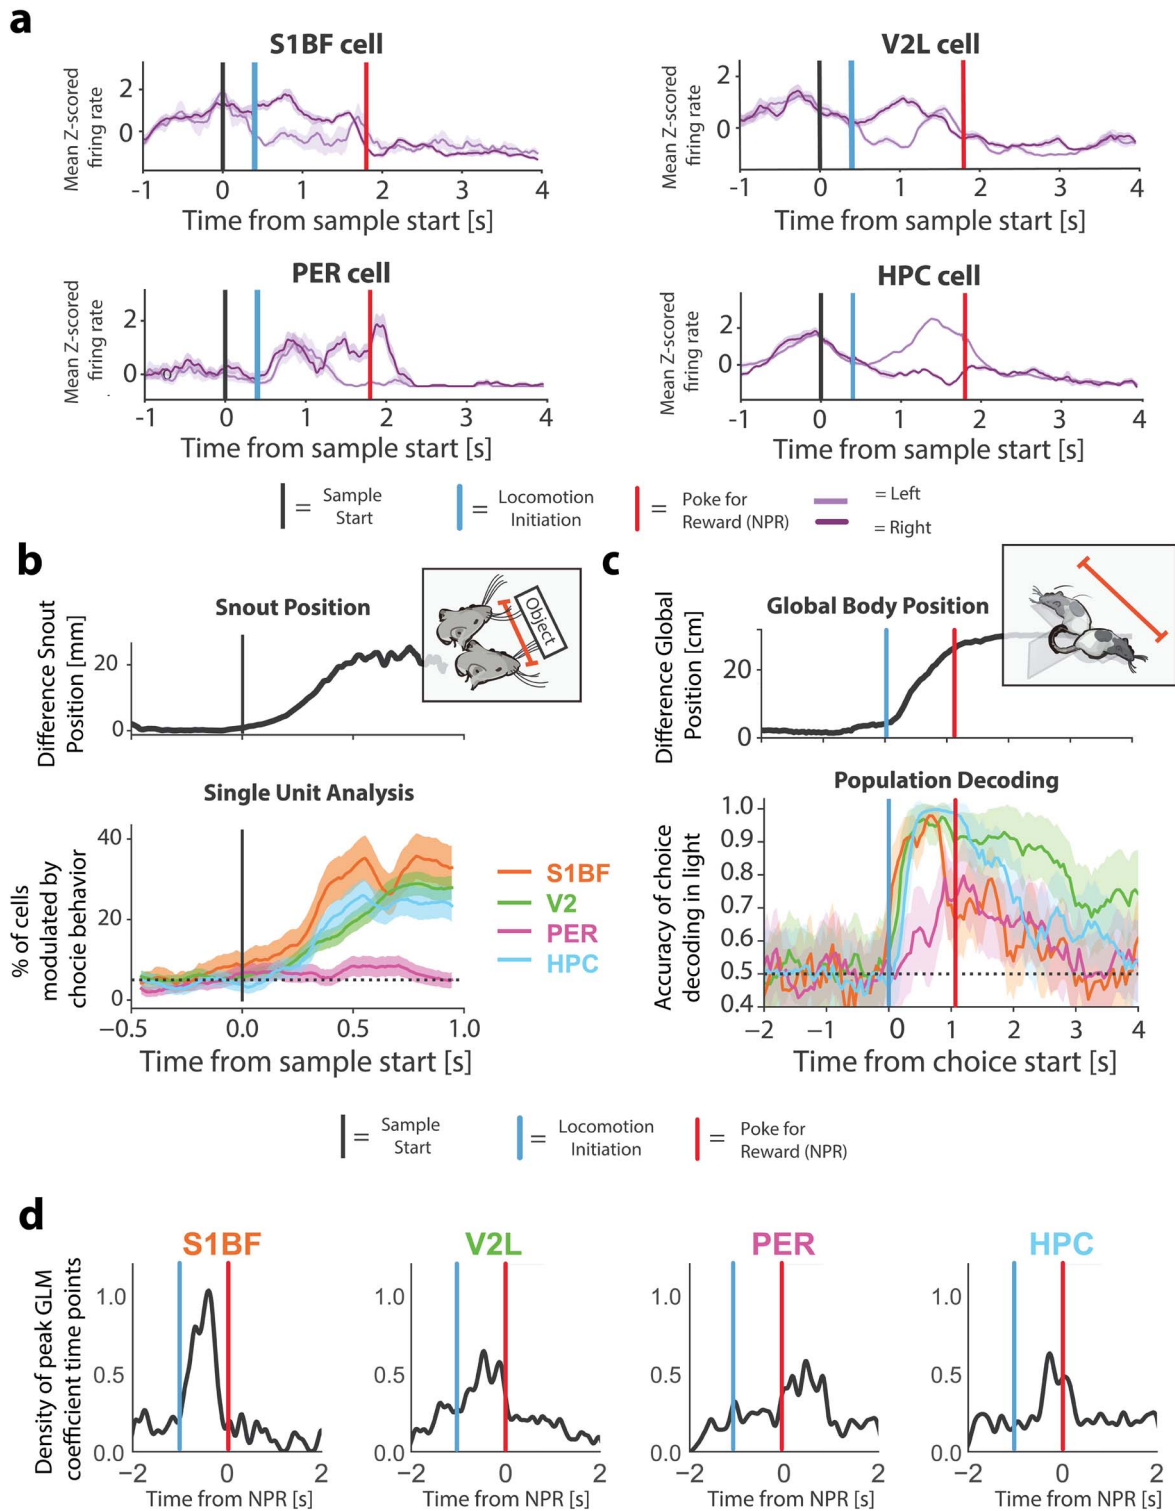 a
S1BF cell
Mean Z-scored
firing rate
2
0
-1 0 1 2 3 4
Time from sample start [s]
V2L cell
Mean Z-scored
firing rate
2
0
-1 0 1 2 3 4
Time from sample start [s]
PER cell
Mean Z-scored
firing rate
2
0
-1 0 1 2 3 4
Time from sample start [s]
HPC cell
Mean Z-scored
firing rate
2
0
-1 0 1 2 3 4
Time from sample start [s]
= Sample
Start
= Locomotion
Initiation
= Poke for
Reward (NPR)
= Left
= Right
b
Snout Position
Difference Snout
Position [mm]
20
0
Object
Single Unit Analysis
% of cells
modulated by
chocie behavior
40
20
0
−0.5 0.0 0.5 1.0
Time from sample start [s]
S1BF
V2
PER
HPC
c
Global Body Position
Difference Global
Position [cm]
20
0
Population Decoding
Accuracy of choice
decoding in light
1.0
0.9
0.8
0.7
0.6
0.5
0.4
−2 −1 0 1 2 3 4
Time from choice start [s]
= Sample
Start
= Locomotion
Initiation
= Poke for
Reward (NPR)
d
Density of peak GLM
coefficient time points
S1BF
1.0
0.5
0.0
−2 0 2
Time from NPR [s]
V2L
1.0
0.5
0.0
−2 0 2
Time from NPR [s]
PER
1.0
0.5
0.0
−2 0 2
Time from NPR [s]
HPC
1.0
0.5
0.0
−2 0 2
Time from NPR [s]